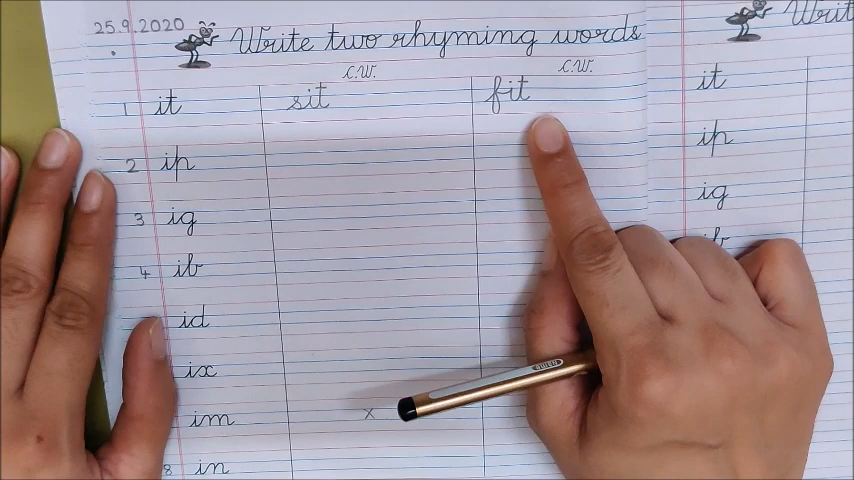 25.9.2020 Write two rhyming words
c.w. c.w.
1 it sit fit
2 ip
3 ig
4 ib
id
ix
im x
8 in
Writ
it
ip
ig
ib